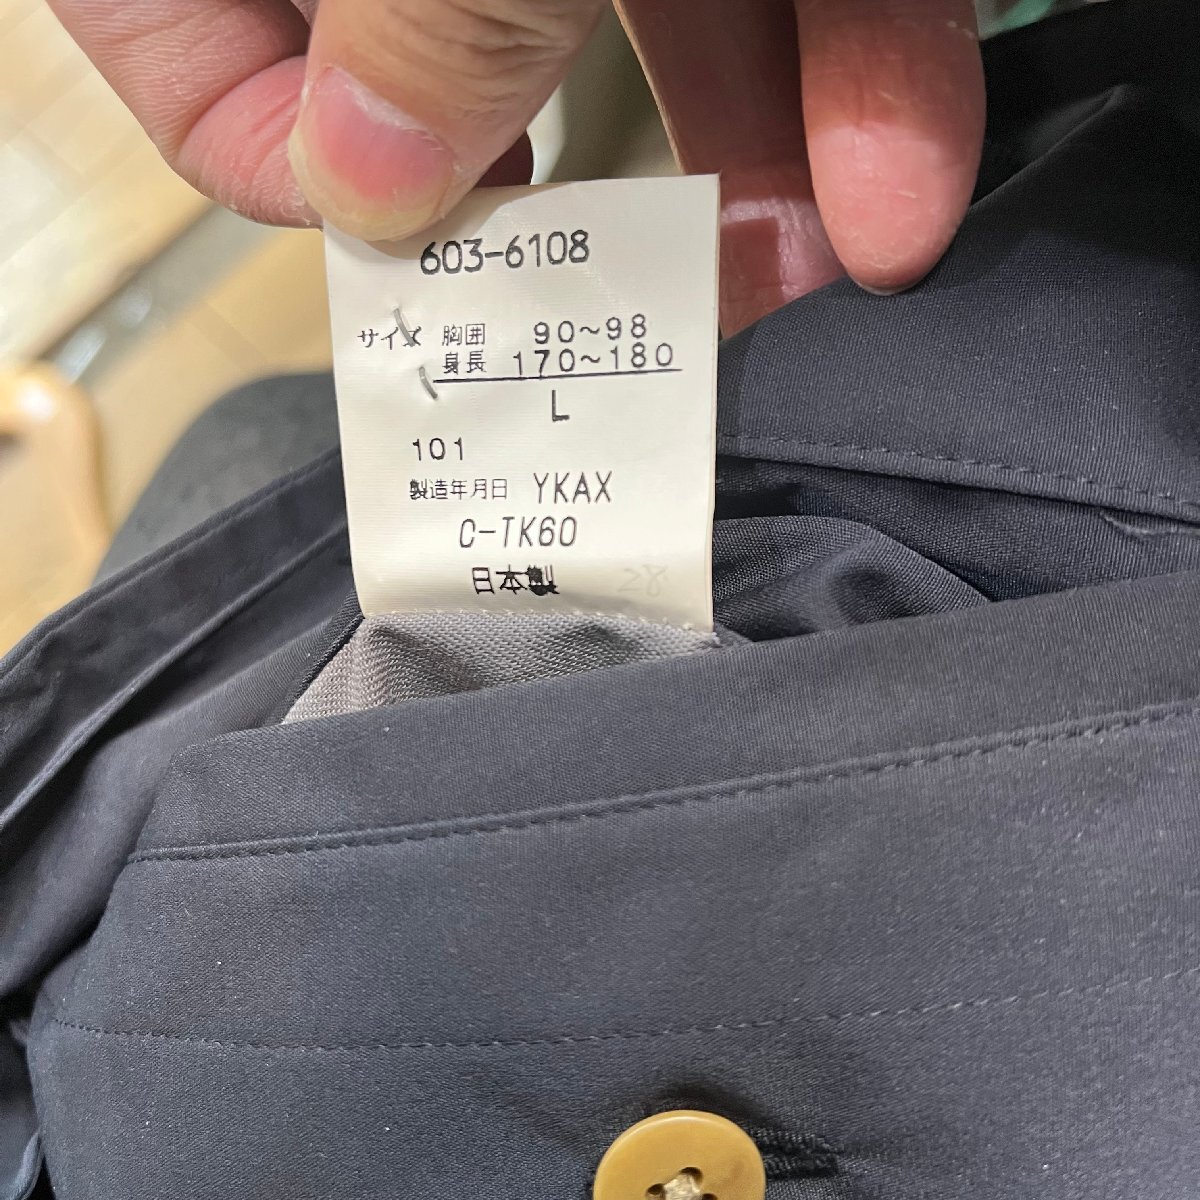 603-6108
サイズ 胸囲 90~98
身長 170~180
L
101
製造年月日 YKAX
C-TK60
日本製
28